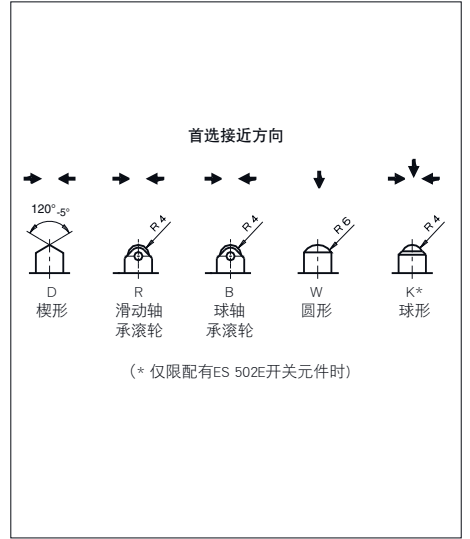 首选接近方向
120°-5°
R 4
R 4
R 6
R 4
D
R
B
W
K*
楔形
滑动轴
承滚轮
球轴
承滚轮
圆形
球形
(* 仅限配有ES 502E开关元件时)